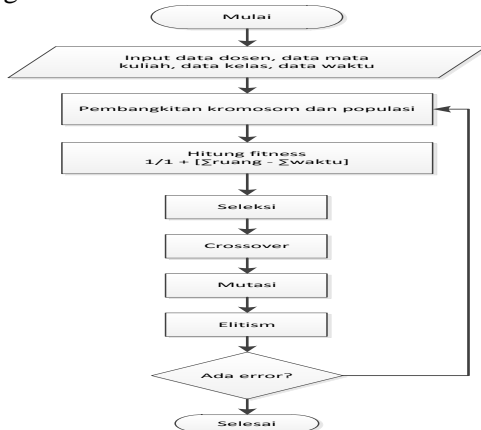 Mulai
Input data dosen, data mata
kuliah, data kelas, data waktu
Pembangkitan kromosom dan populasi
Hitung fitness
1/1 + [∑ruang - ∑waktu]
Seleksi
Crossover
Mutasi
Elitism
Ada error?
Selesai